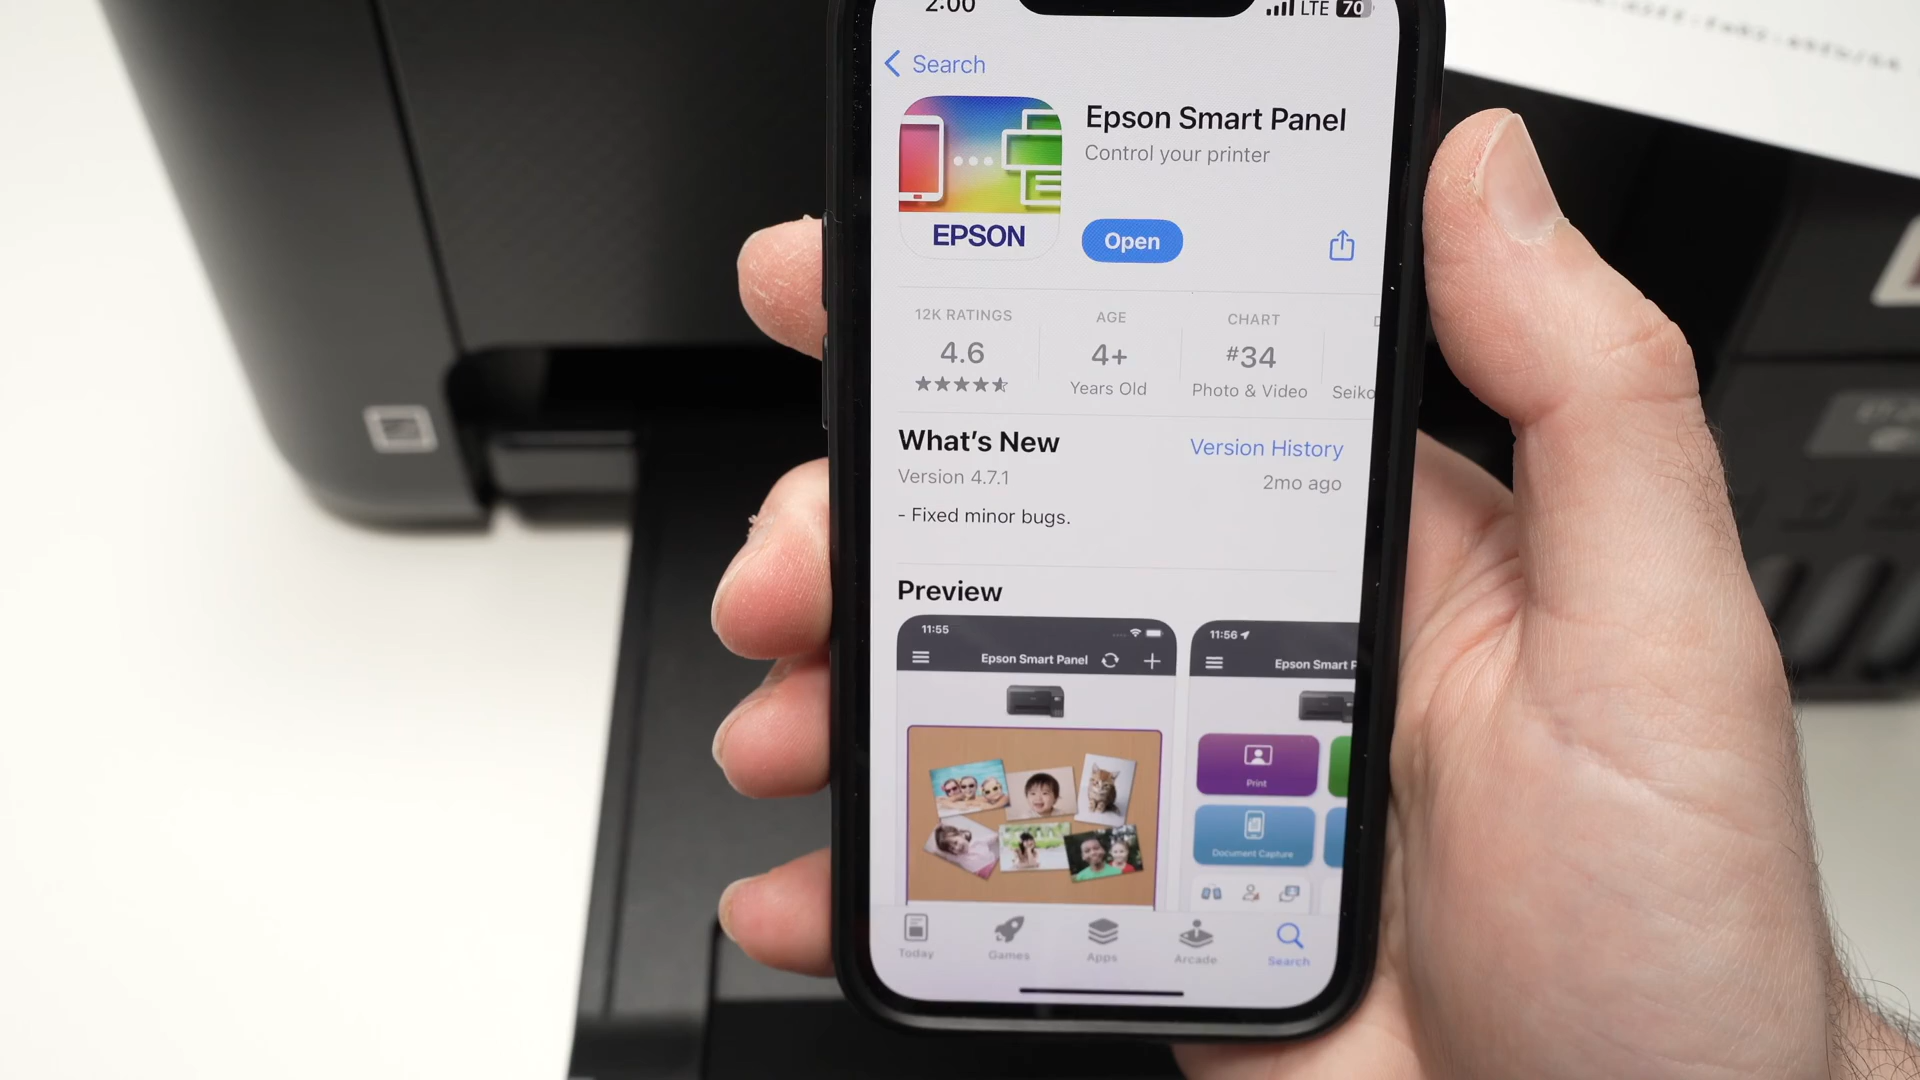 2:00 LTE 70
Search
Epson Smart Panel
Control your printer
EPSON
Open
12K RATINGS
4.6
AGE
4+
Years Old
CHART
#34
Photo & Video
Seiko
What's New
Version History
Version 4.7.1
2mo ago
- Fixed minor bugs.
Preview
11:55
Epson Smart Panel
11:56
Epson Smart P
Print
Document Capture
Today
Games
Apps
Arcade
Search